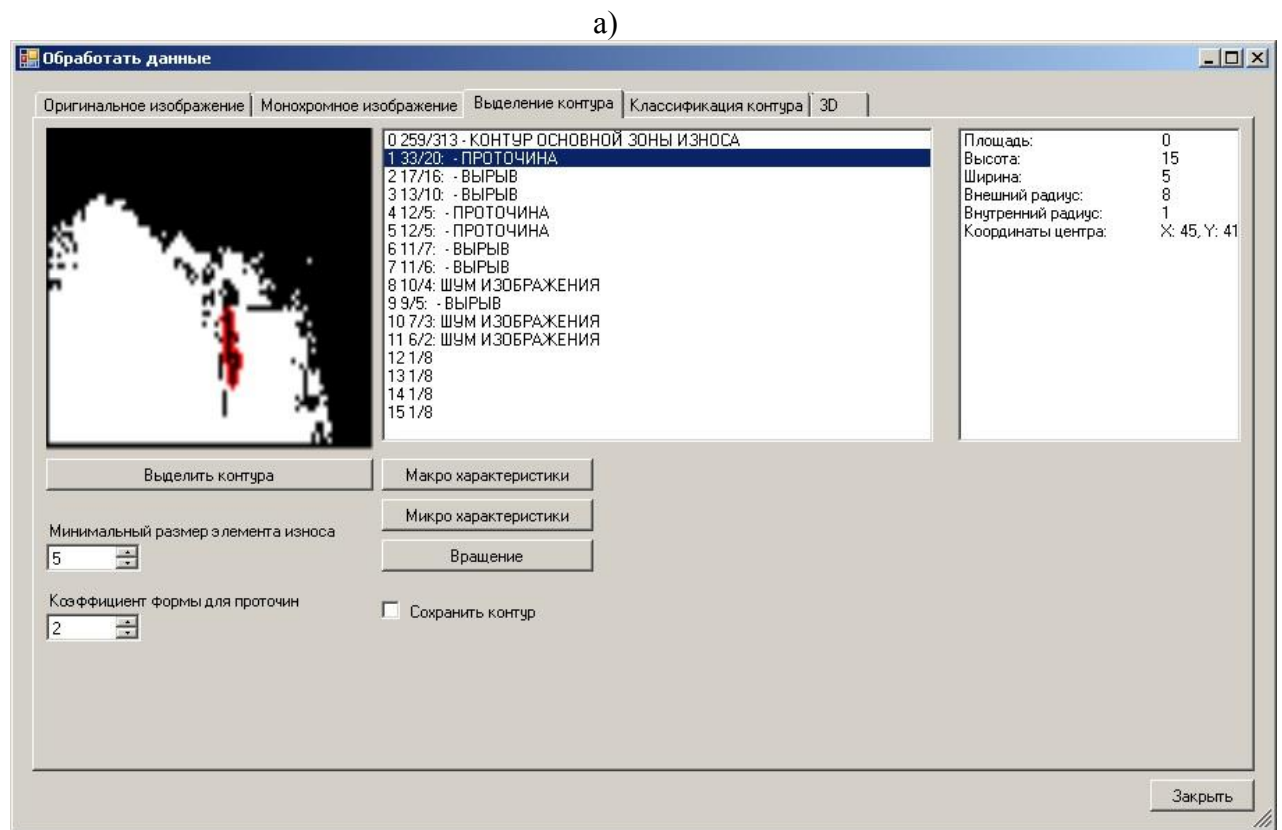 а)
Обработать данные
Оригинальное изображение Монохромное изображение Выделение контура Классификация контура 3D
0 259/313 - КОНТУР ОСНОВНОЙ ЗОНЫ ИЗНОСА
1 33/20: - ПРОТОЧИНА
2 17/16: - ВЫРЫВ
3 13/10: - ВЫРЫВ
4 12/5: - ПРОТОЧИНА
5 12/5: - ПРОТОЧИНА
6 11/7: - ВЫРЫВ
7 11/6: - ВЫРЫВ
8 10/4: ШУМ ИЗОБРАЖЕНИЯ
9 9/5: - ВЫРЫВ
10 7/3: ШУМ ИЗОБРАЖЕНИЯ
11 6/2: ШУМ ИЗОБРАЖЕНИЯ
12 1/8
13 1/8
14 1/8
15 1/8
Площадь: 0
Высота: 15
Ширина: 5
Внешний радиус: 8
Внутренний радиус: 1
Координаты центра: X: 45, Y: 41
Выделить контура
Макро характеристики
Микро характеристики
Вращение
Минимальный размер элемента износа
5
Коэффициент формы для проточин
2
Сохранить контур
Закрыть